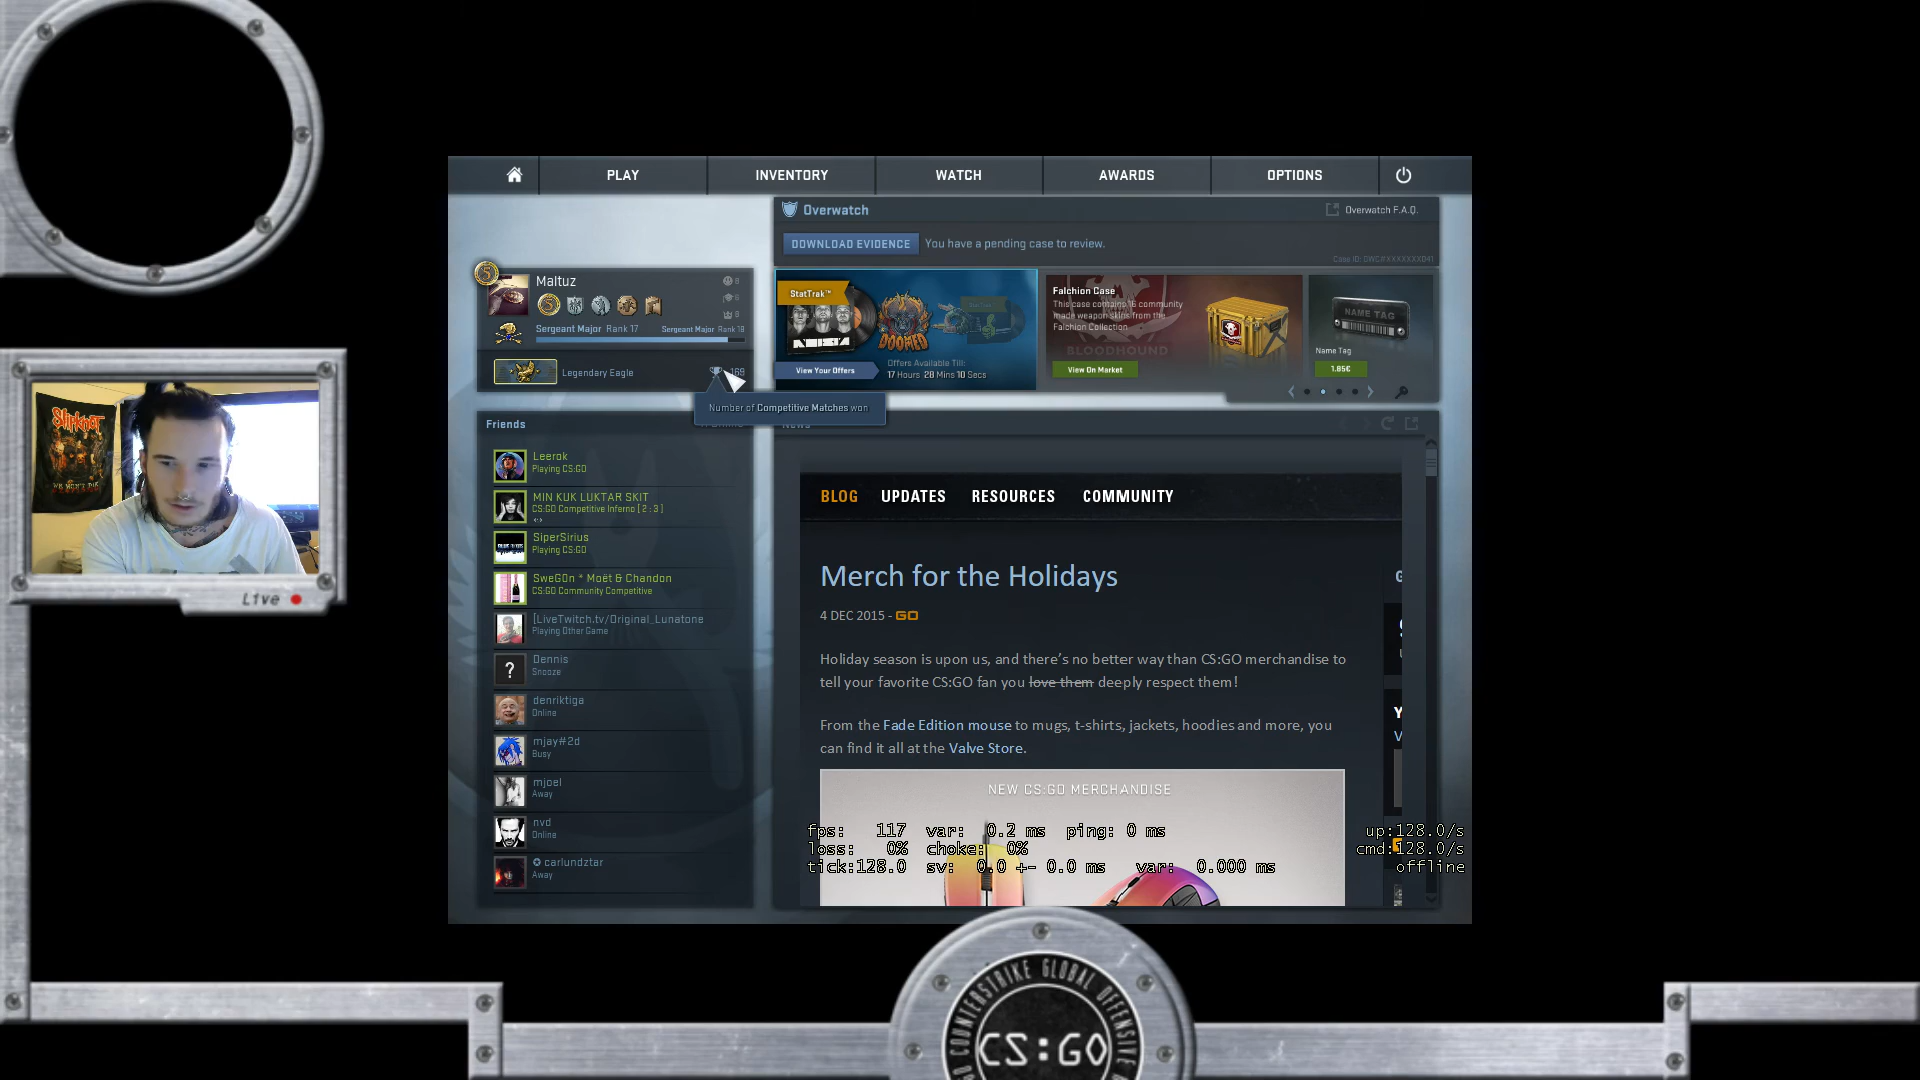 PLAY
INVENTORY
WATCH
AWARDS
OPTIONS
Overwatch
Overwatch F.A.Q.
DOWNLOAD EVIDENCE
You have a pending case to review.
5
Maltuz
Sergeant Major Rank 17
Sergeant Major Rank 18
Legendary Eagle
169
Number of Competitive Matches won
StatTrak™
DOOMED
View Your Offers
Offers Available Till:
17 Hours 28 Mins 10 Secs
Falchion Case
This case contains 16 community
made weapon skins from the
Falchion Collection
BLOODHOUND
View On Market
NAME TAG
Name Tag
1.85€
Friends
Leerok
Playing CS:GO
MIN KUK LUKTAR SKIT
CS:GO Competitive Inferno [ 2 : 3 ]
SiperSirius
Playing CS:GO
SweG0n * Moët & Chandon
CS:GO Community Competitive
[LiveTwitch.tv/Original_Lunatone
Playing Other Game
?
Dennis
Snooze
denriktiga
Online
mjay#2d
Busy
mjoel
Away
nvd
Online
carlundztar
Away
News
BLOG
UPDATES
RESOURCES
COMMUNITY
Merch for the Holidays
4 DEC 2015 - GO
Holiday season is upon us, and there's no better way than CS:GO merchandise to
tell your favorite CS:GO fan you love them deeply respect them!
From the Fade Edition mouse to mugs, t-shirts, jackets, hoodies and more, you
can find it all at the Valve Store.
NEW CS:GO MERCHANDISE
fps: 117 var: 0.2 ms ping: 0 ms
loss: 0% choke: 0%
tick:128.0 sv: 0.0 +- 0.0 ms var: 0.000 ms
up:128.0/s
cmd:128.0/s
offline
SLIPKNOT
Live
COUNTERSTRIKE GLOBAL OFFENSIVE
CS:GO